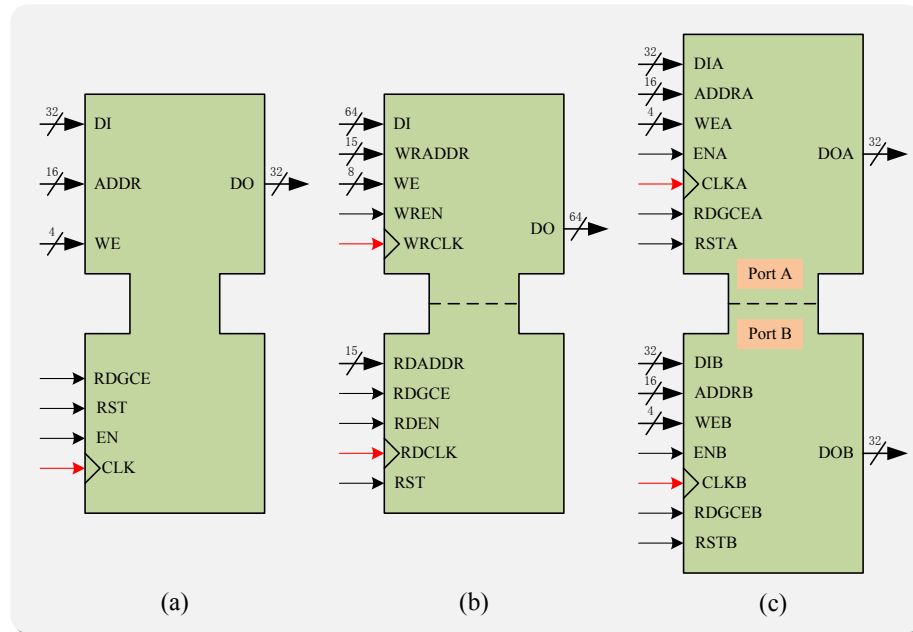 32
DI
16
ADDR
DO
32
4
WE
RDGCE
RST
EN
CLK
(a)
64
DI
15
WRADDR
8
WE
WREN
WRCLK
DO
64
15
RDADDR
RDGCE
RDEN
RDCLK
RST
(b)
32
DIA
16
ADDRA
4
WEA
ENA
DOA
32
CLKA
RDGCEA
RSTA
Port A
Port B
32
DIB
16
ADDRB
4
WEB
ENB
DOB
32
CLKB
RDGCEB
RSTB
(c)